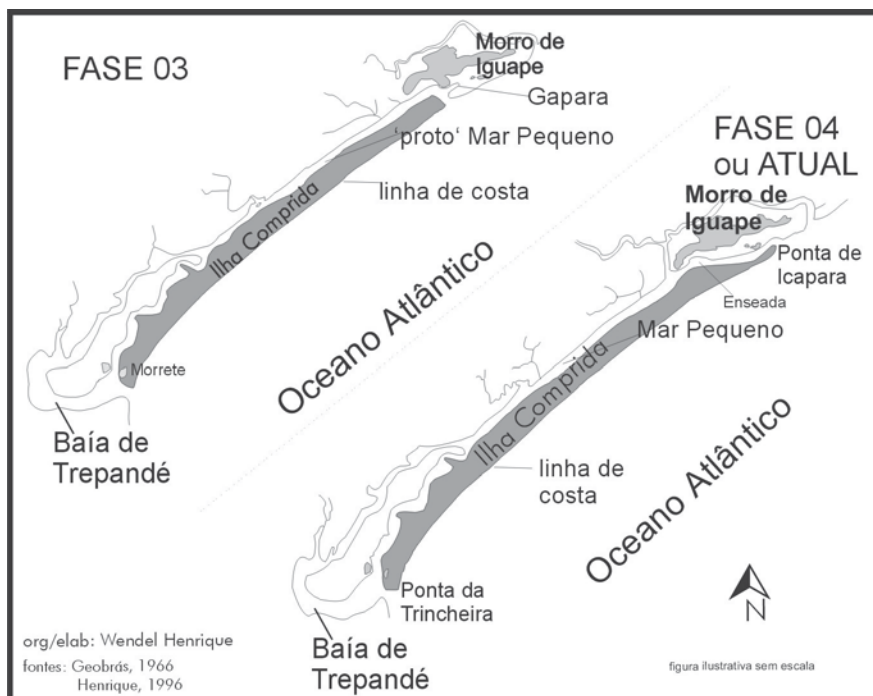 FASE 03
Morro de
Iguape
Gapara
'proto' Mar Pequeno
linha de costa
Ilha Comprida
Oceano Atlântico
Morrete
Baía de
Trepandé
FASE 04
ou ATUAL
Morro de
Iguape
Ponta de
Icapara
Enseada
Mar Pequeno
Ilha Comprida
linha de
costa
Oceano Atlântico
Ponta da
Trincheira
Baía de
Trepandé
N
org/elab: Wendel Henrique
fontes: Geobrás, 1966
Henrique, 1996
figura ilustrativa sem escala